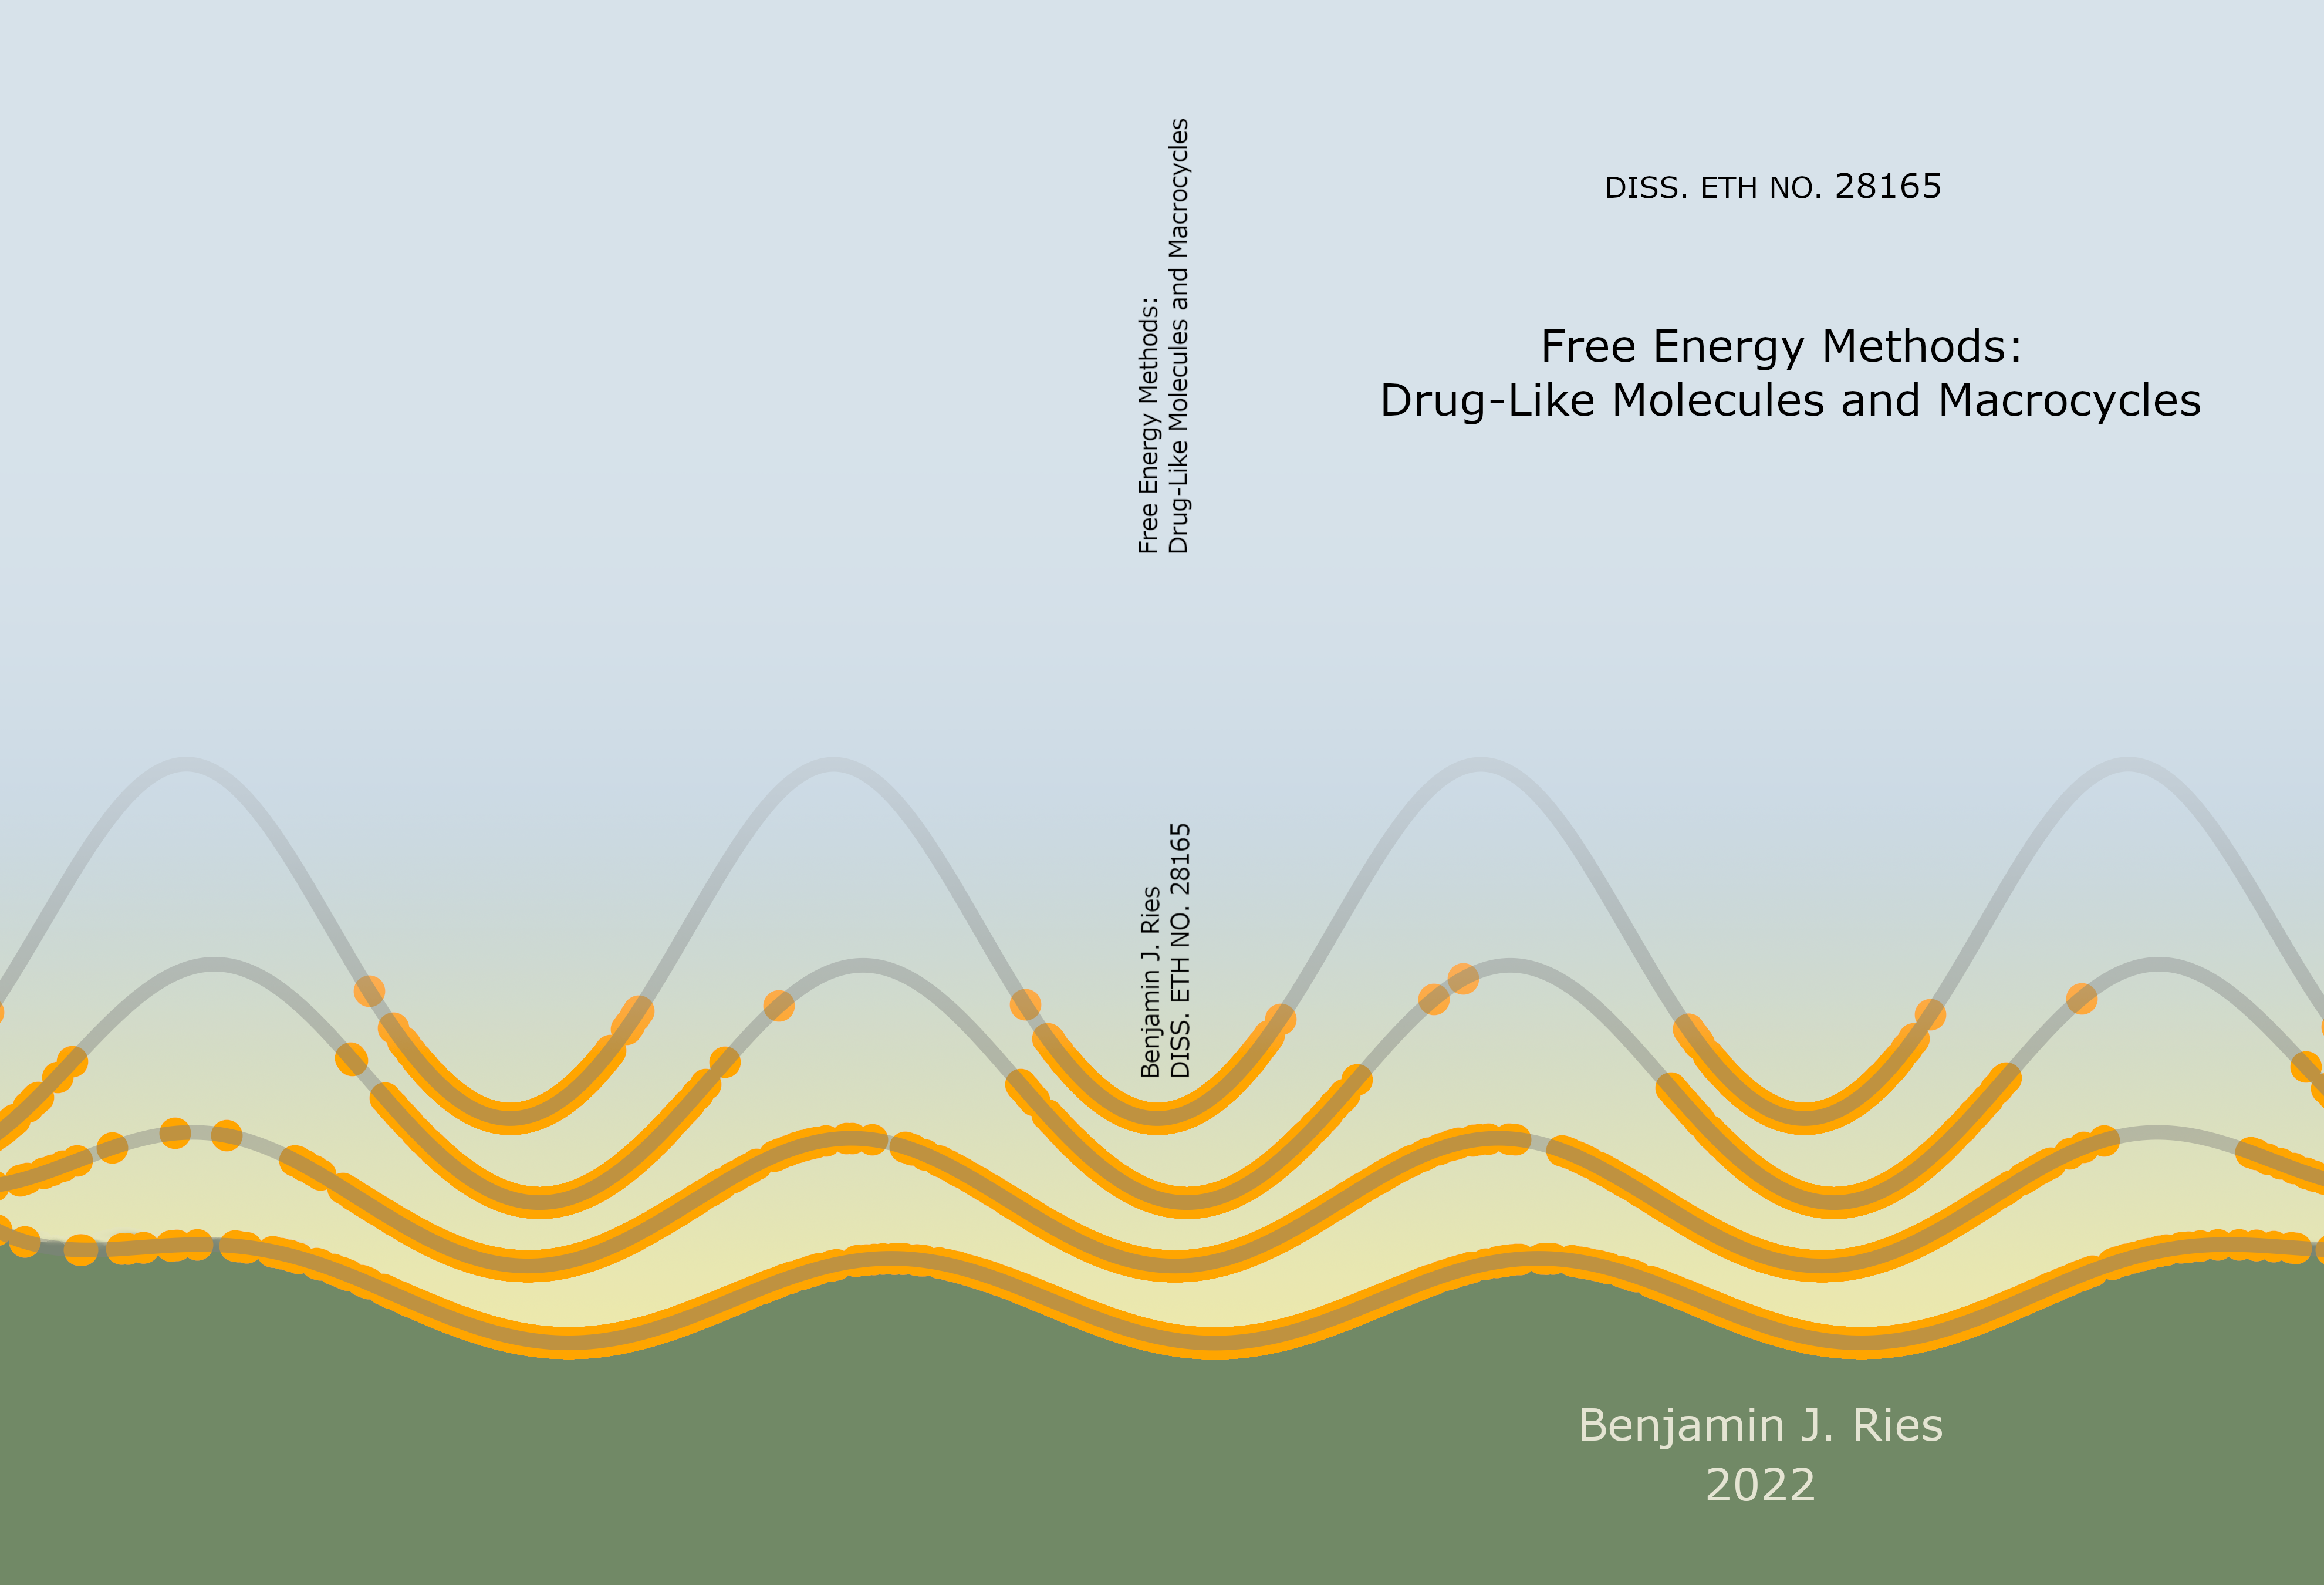 Free Energy Methods:
Drug-Like Molecules and Macrocycles
Benjamin J. Ries
DISS. ETH NO. 28165
DISS. ETH NO. 28165
Free Energy Methods:
Drug-Like Molecules and Macrocycles
Benjamin J. Ries
2022